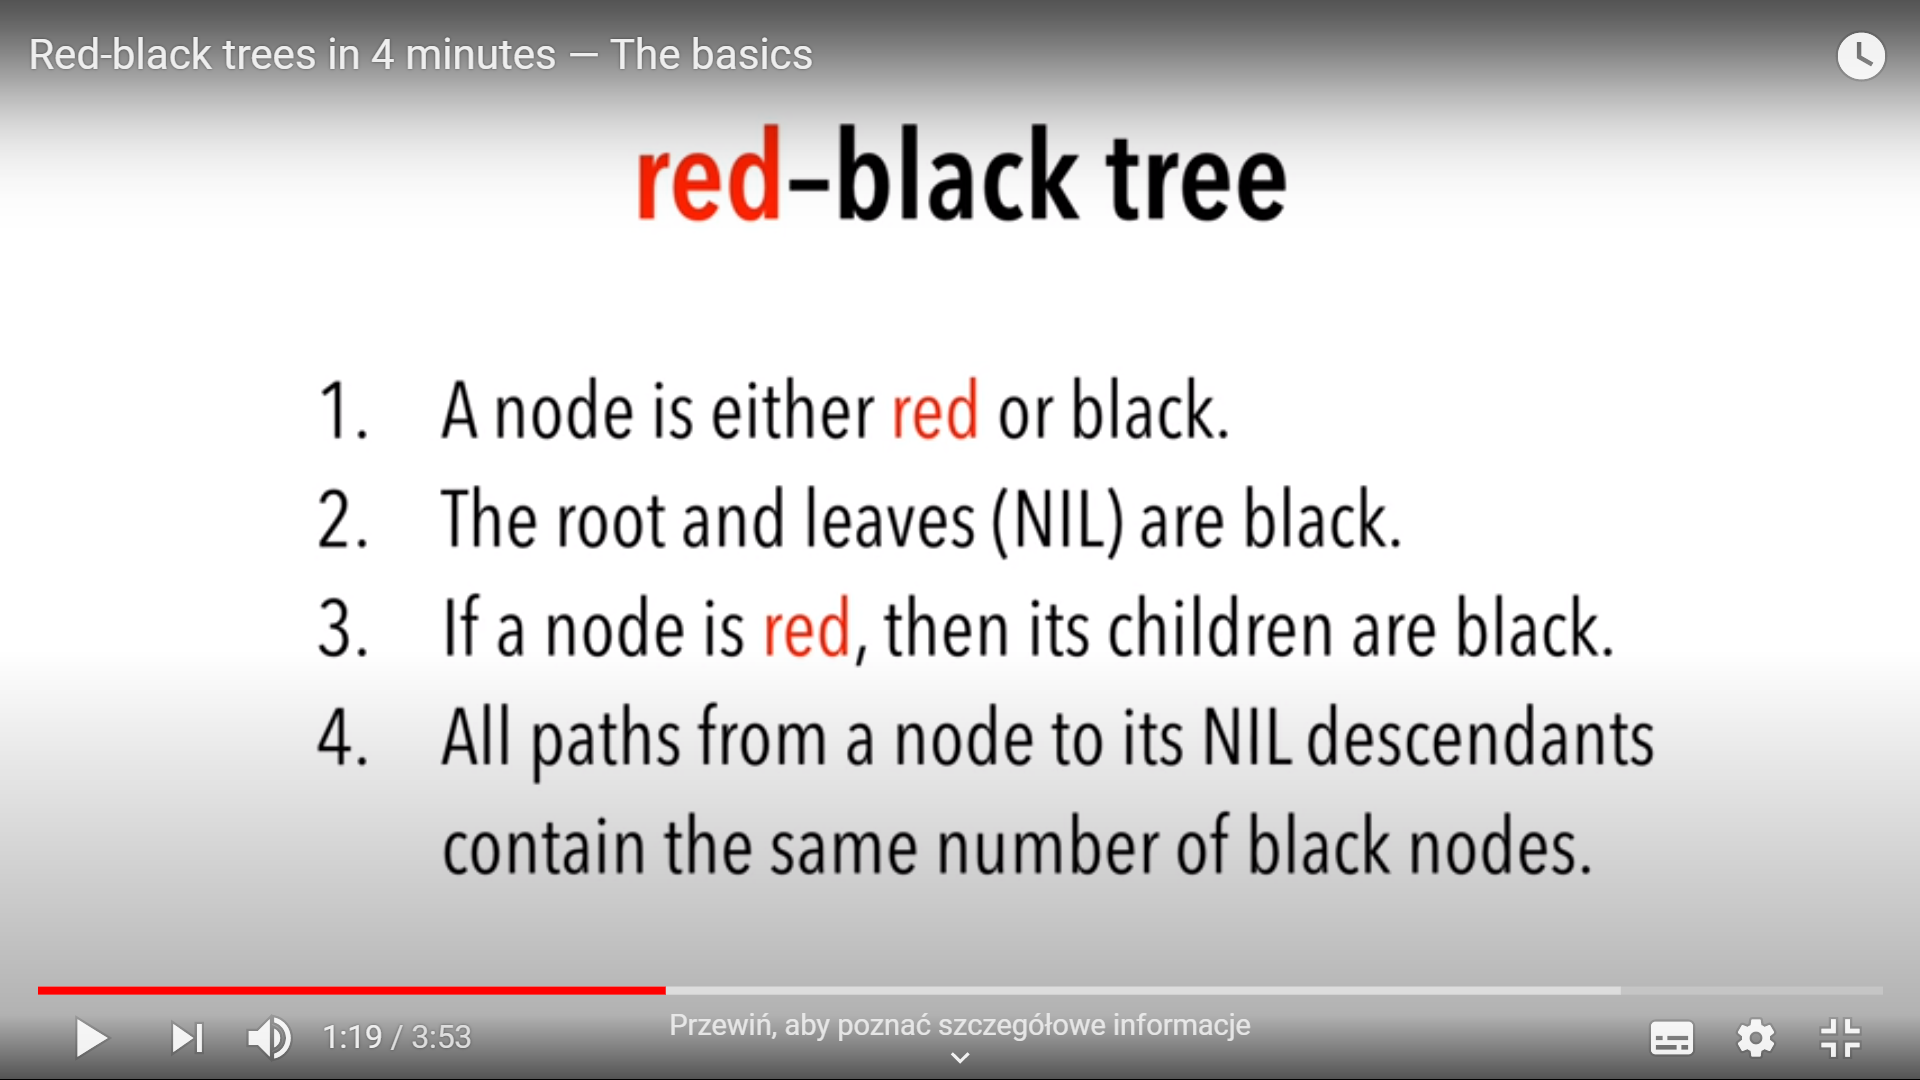 Red-black trees in 4 minutes — The basics
red–black tree
1. A node is either red or black.
2. The root and leaves (NIL) are black.
3. If a node is red, then its children are black.
4. All paths from a node to its NIL descendants
contain the same number of black nodes.
1:19 / 3:53
Przewiń, aby poznać szczegółowe informacje